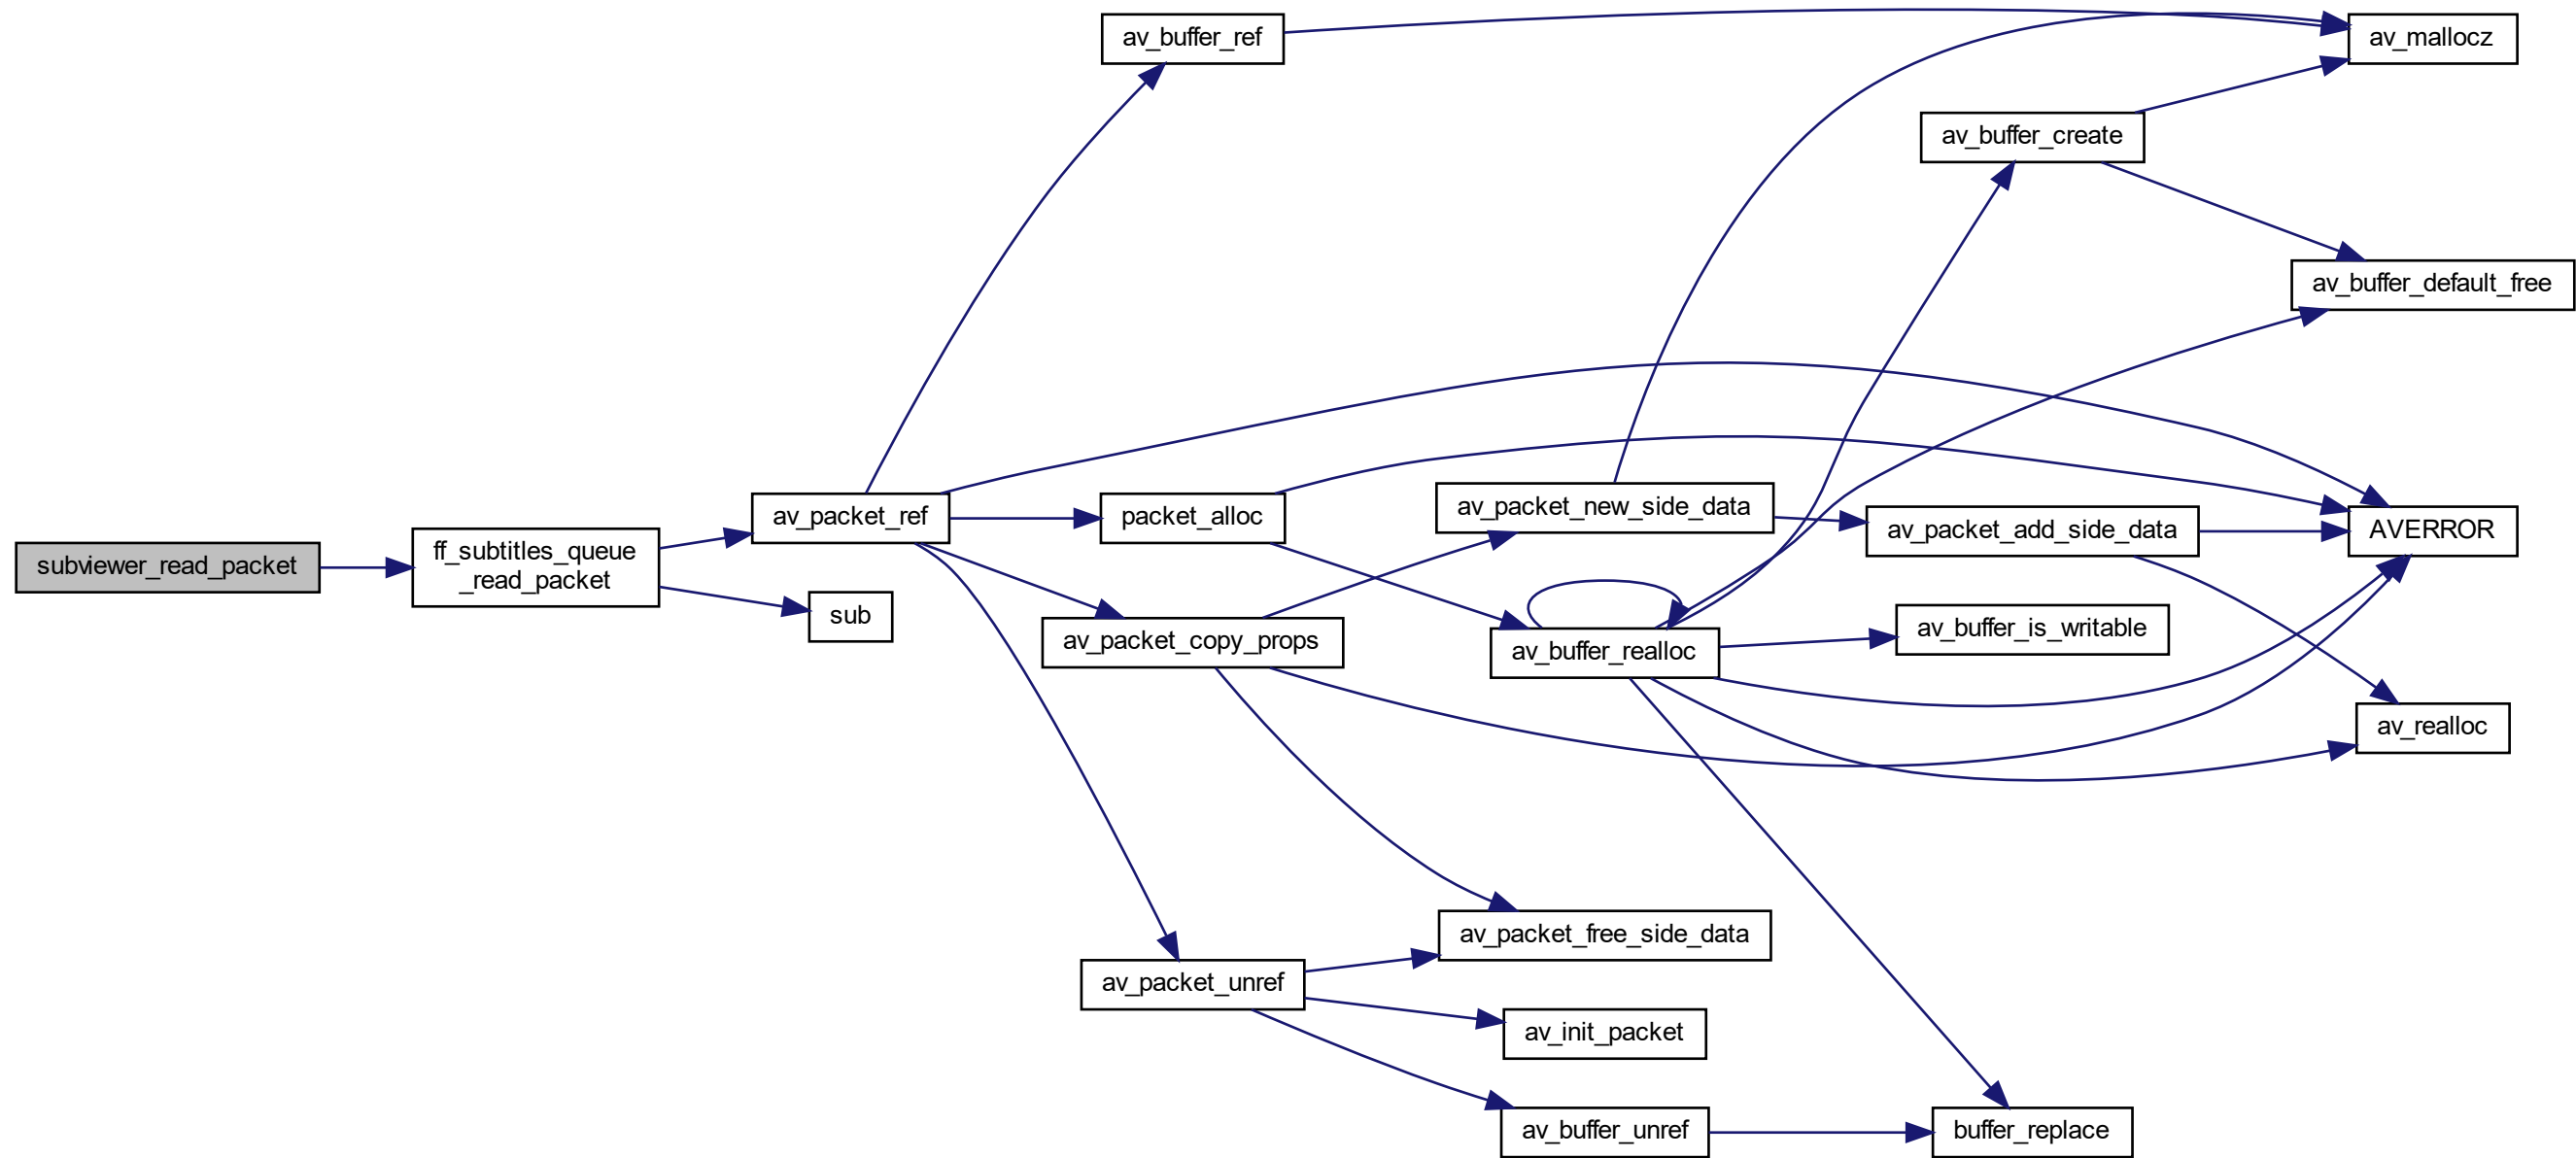 av_buffer_ref
av_mallocz
av_buffer_create
av_buffer_default_free
av_packet_ref
packet_alloc
av_packet_new_side_data
av_packet_add_side_data
AVERROR
subviewer_read_packet
ff_subtitles_queue
_read_packet
sub
av_packet_copy_props
av_buffer_realloc
av_buffer_is_writable
av_realloc
av_packet_free_side_data
av_packet_unref
av_init_packet
av_buffer_unref
buffer_replace